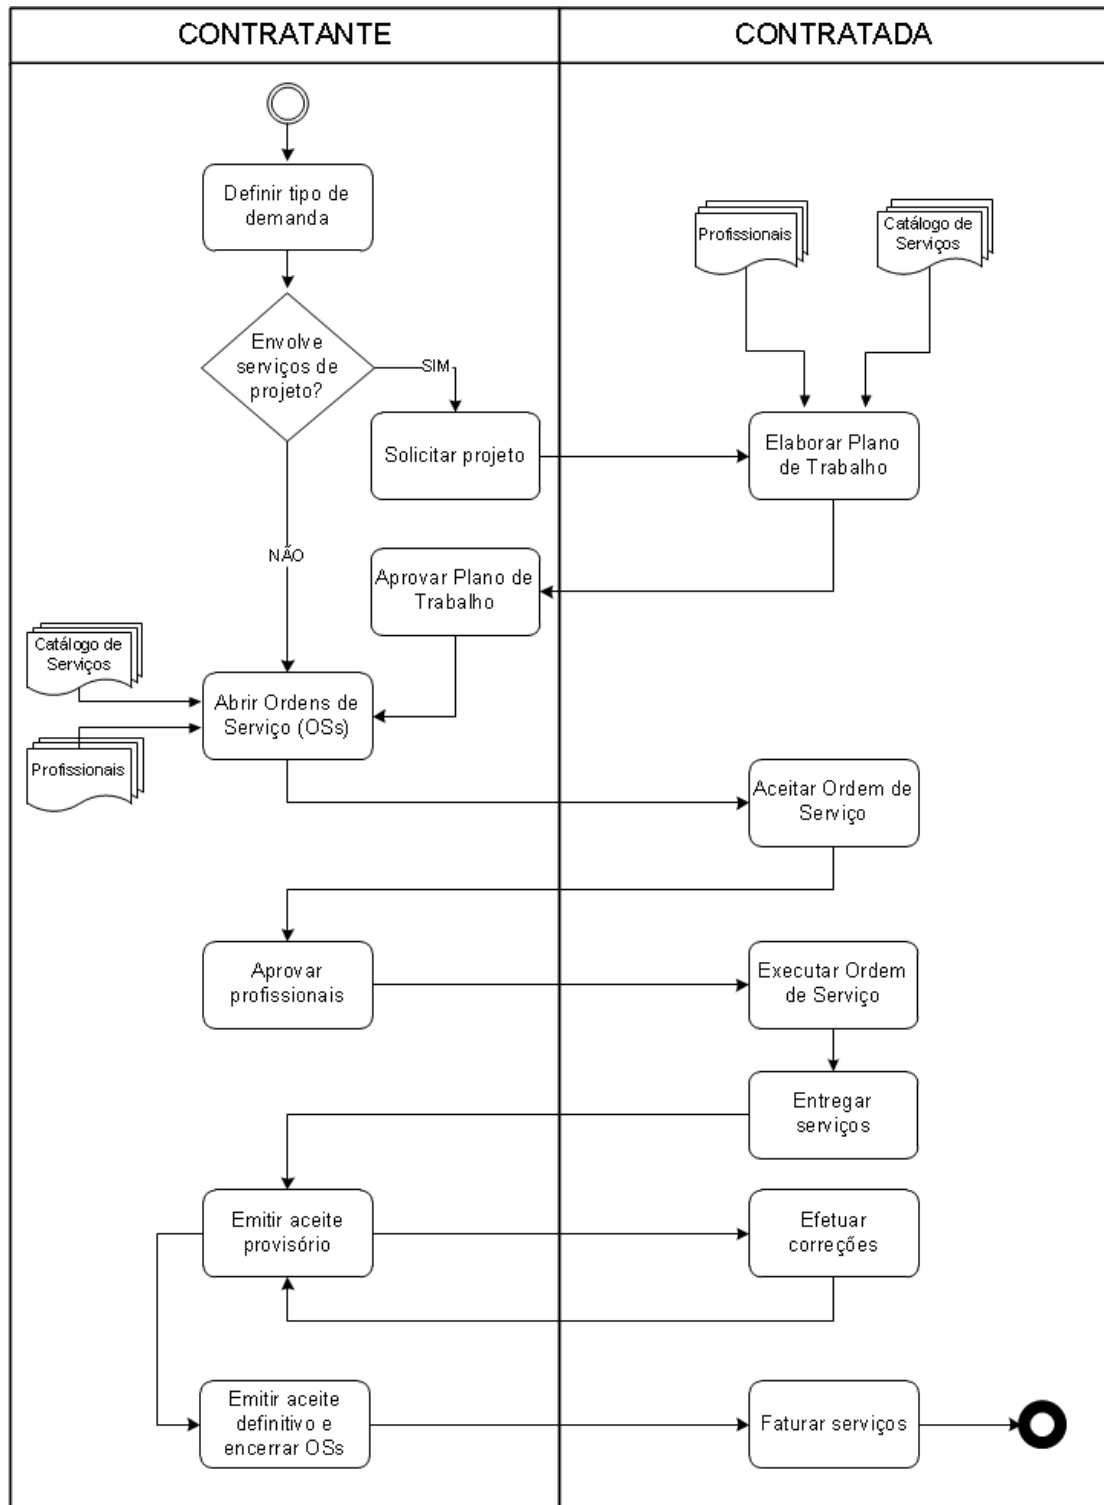 CONTRATANTE
CONTRATADA
Definir tipo de
demanda
Profissionais
Catálogo de
Serviços
Envolve
serviços de
projeto?
SIM
Solicitar projeto
Elaborar Plano
de Trabalho
NÃO
Aprovar Plano de
Trabalho
Catálogo de
Serviços
Abrir Ordens de
Serviço (OSs)
Profissionais
Aceitar Ordem de
Serviço
Aprovar
profissionais
Executar Ordem
de Serviço
Entregar
serviços
Emitir aceite
provisório
Efetuar
correções
Emitir aceite
definitivo e
encerrar OSs
Faturar serviços